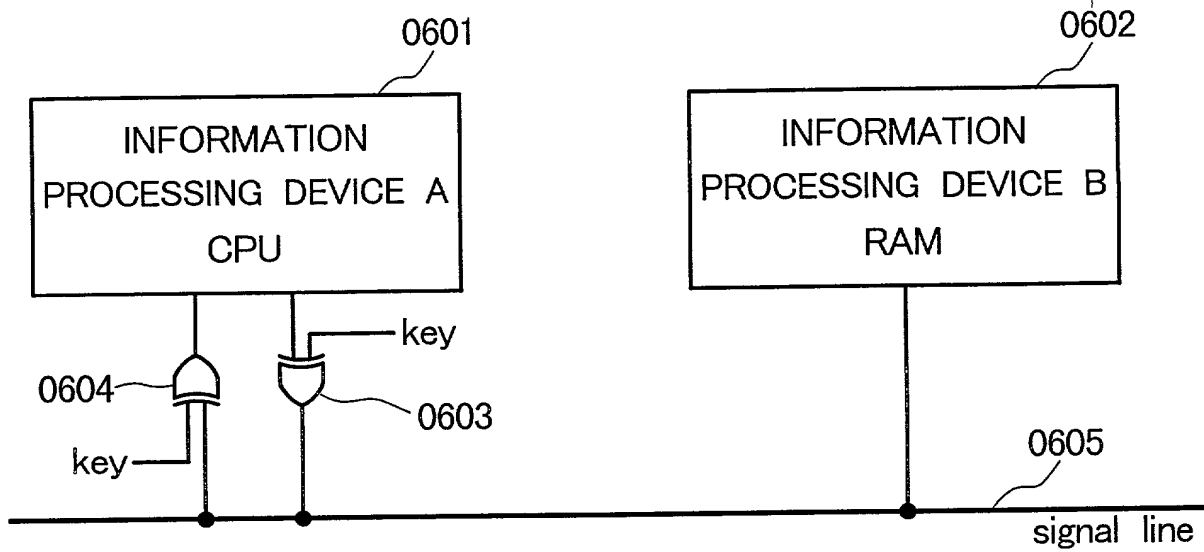 0601
0602
INFORMATION
PROCESSING DEVICE A
CPU
INFORMATION
PROCESSING DEVICE B
RAM
key
0604
0603
key
0605
signal line